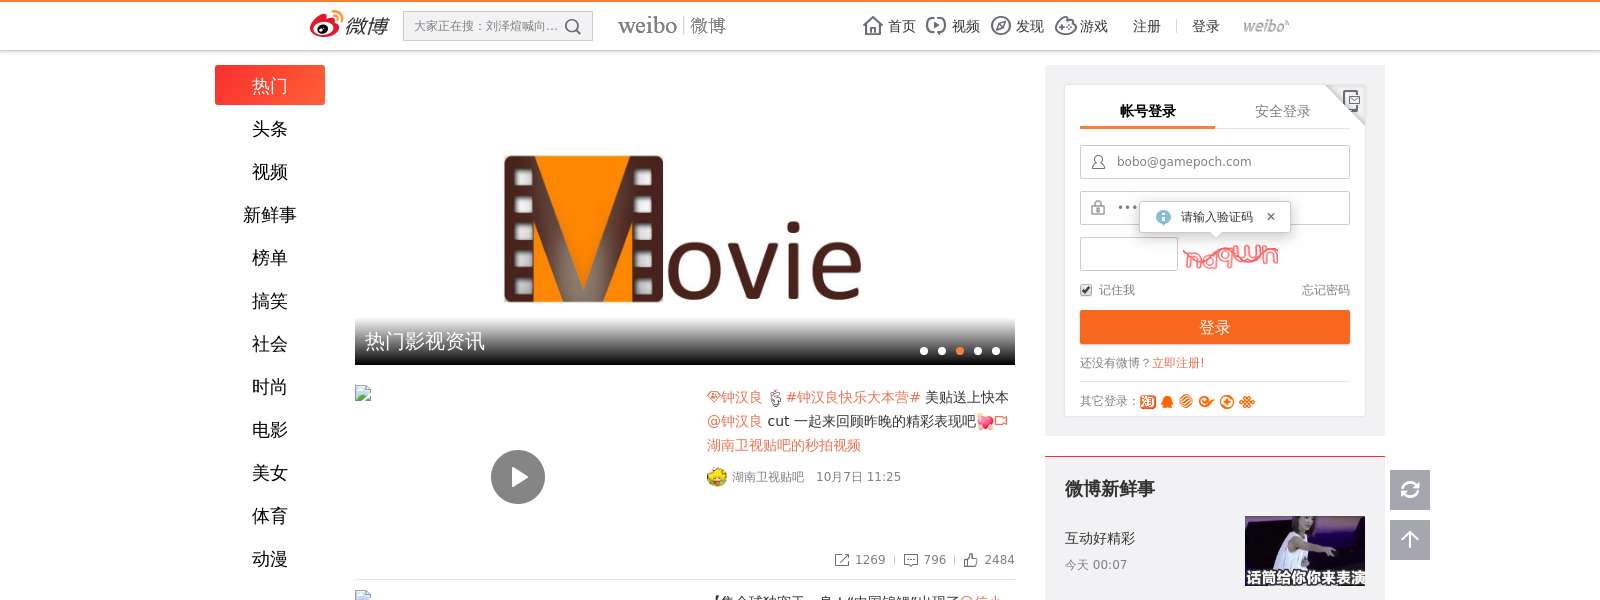 微博
大家正在搜：刘泽煊喊向...
weibo | 微博
首页
视频
发现
游戏
注册
登录
weibo
热门
头条
视频
新鲜事
榜单
搞笑
社会
时尚
电影
美女
体育
动漫
Movie
热门影视资讯
钟汉良 #钟汉良快乐大本营# 美贴送上快本
@钟汉良 cut 一起来回顾昨晚的精彩表现吧
湖南卫视贴吧的秒拍视频
湖南卫视贴吧 10月7日 11:25
1269
796
2484
帐号登录
安全登录
bobo@gamepoch.com
请输入验证码
记住我
忘记密码
登录
还没有微博？立即注册!
其它登录：
微博新鲜事
互动好精彩
今天 00:07
话筒给你你来表演